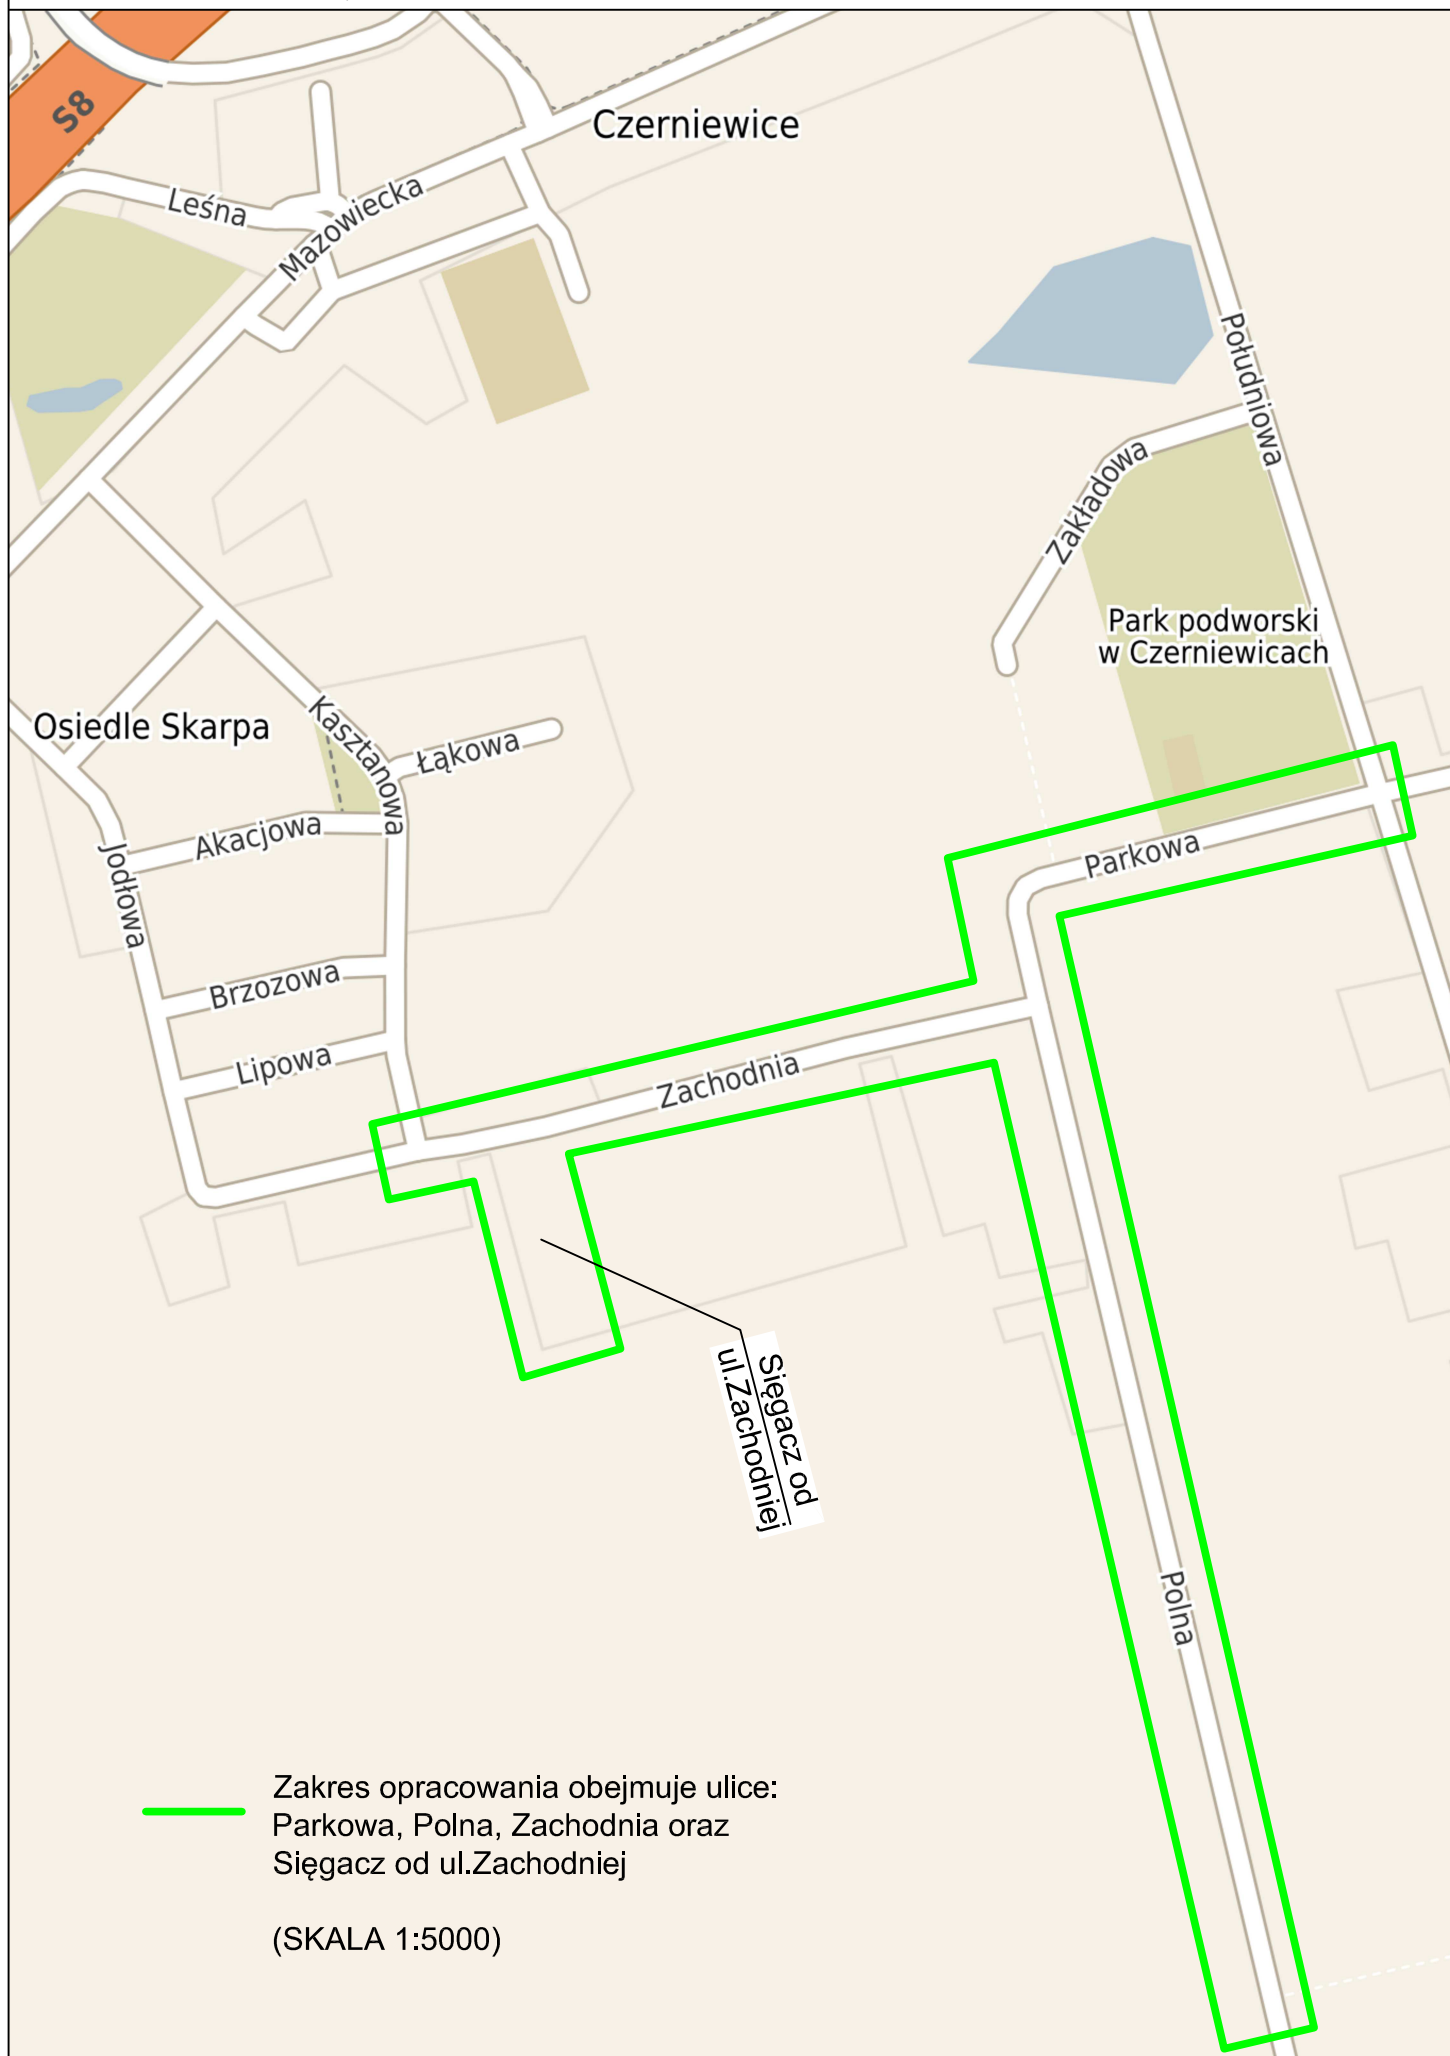 S8
Czerniewice
Leśna
Mazowiecka
Południowa
Zakładowa
Park podworski
w Czerniewicach
Osiedle Skarpa
Kasztanowa
Łąkowa
Akacjowa
Jodłowa
Parkowa
Brzozowa
Lipowa
Zachodnia
Sięgacz od
ul.Zachodniej
Polna
Zakres opracowania obejmuje ulice:
Parkowa, Polna, Zachodnia oraz
Sięgacz od ul.Zachodniej
(SKALA 1:5000)